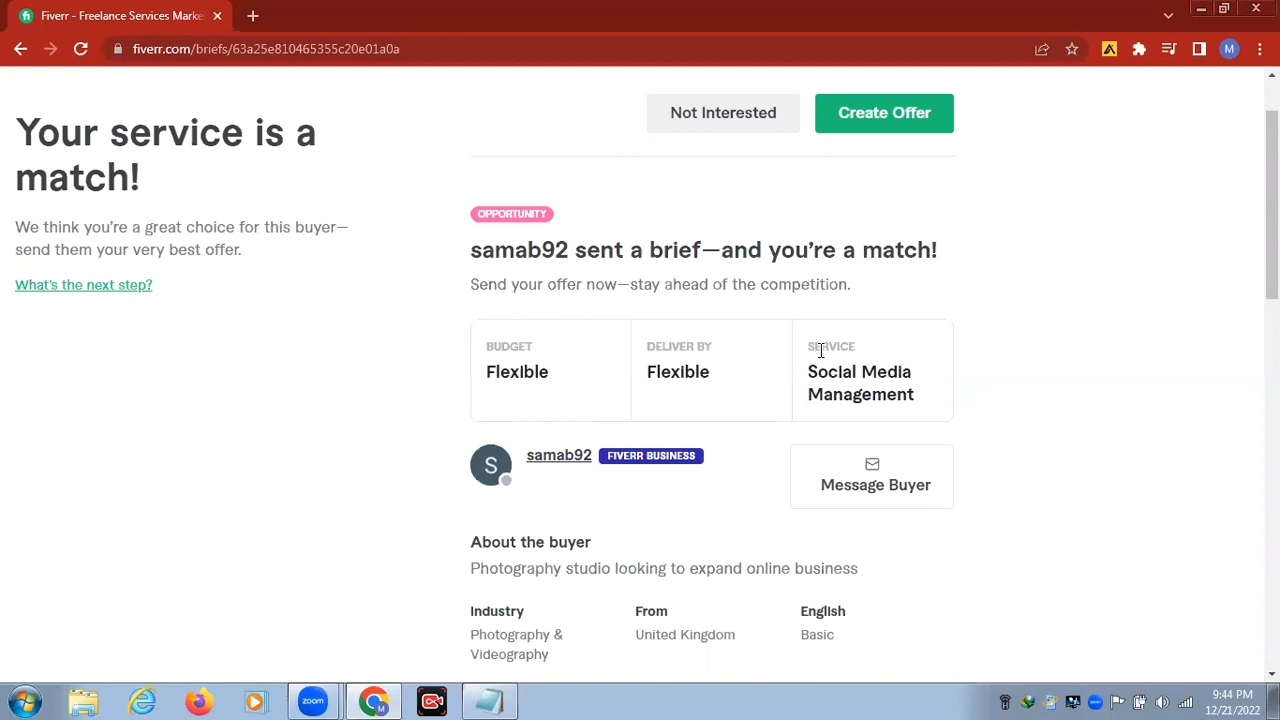 Fiverr - Freelance Services Marke
fiverr.com/briefs/63a25e810465355c20e01a0a
M
Your service is a
match!
We think you're a great choice for this buyer—
send them your very best offer.
What's the next step?
Not Interested
Create Offer
OPPORTUNITY
samab92 sent a brief—and you're a match!
Send your offer now—stay ahead of the competition.
BUDGET
Flexible
DELIVER BY
Flexible
SERVICE
Social Media
Management
S
samab92
FIVERR BUSINESS
Message Buyer
About the buyer
Photography studio looking to expand online business
Industry
Photography &
Videography
From
United Kingdom
English
Basic
zoom
M
9:44 PM
12/21/2022